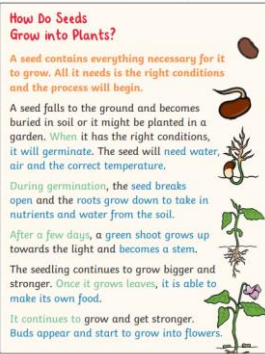 How Do Seeds
Grow into Plants?
A seed contains everything necessary for it
to grow. All it needs is the right conditions
and the process will begin.
A seed falls to the ground and becomes
buried in soil or it might be planted in a
garden. When it has the right conditions,
it will germinate. The seed will need water,
air and the correct temperature.
During germination, the seed breaks
open and the roots grow down to take in
nutrients and water from the soil.
After a few days, a green shoot grows up
towards the light and becomes a stem.
The seedling continues to grow bigger and
stronger. Once it grows leaves, it is able to
make its own food.
It continues to grow and get stronger.
Buds appear and start to grow into flowers.